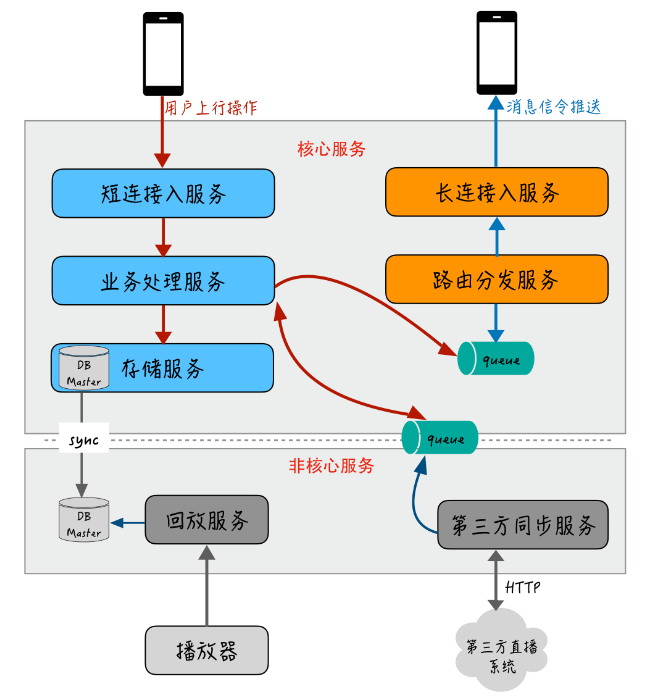 用户上行操作
消息信令推送
核心服务
短连接入服务
长连接入服务
业务处理服务
路由分发服务
DB
Master
存储服务
queue
sync
queue
非核心服务
DB
Master
回放服务
第三方同步服务
HTTP
播放器
第三方直播
系统